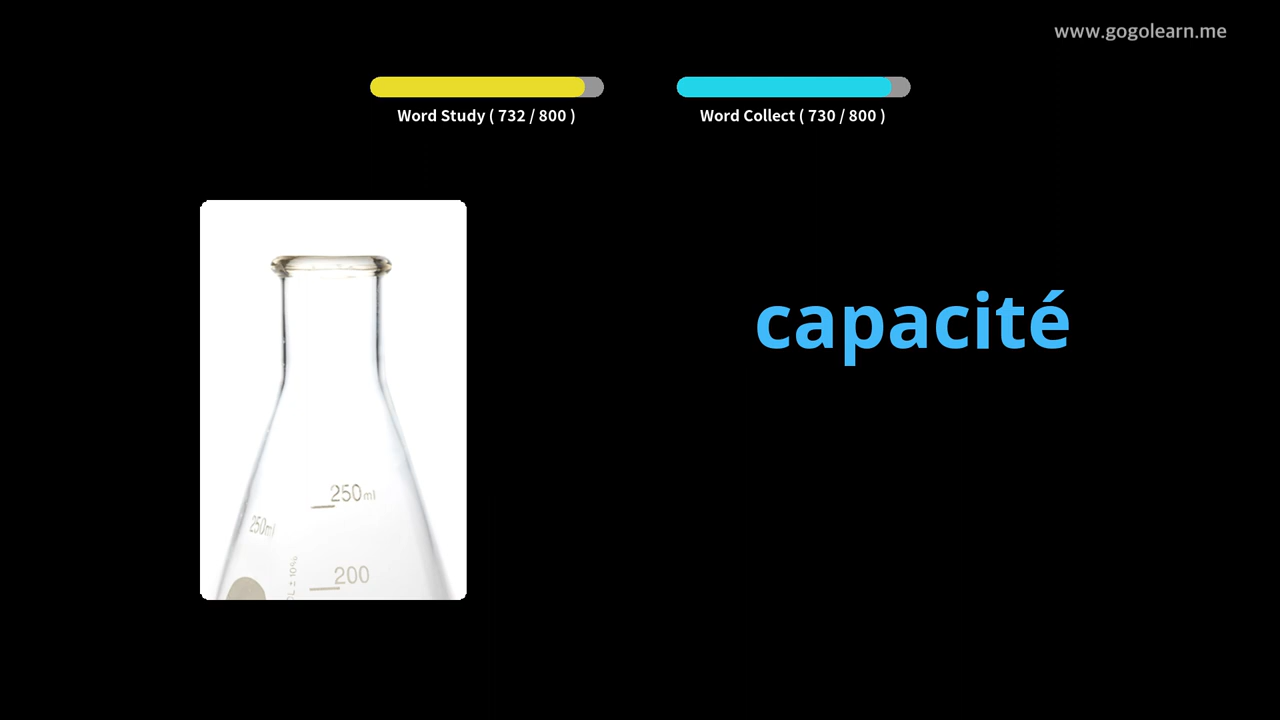 www.gogolearn.me
Word Study ( 732 / 800 )
Word Collect ( 730 / 800 )
capacité
250ml
250ml
200